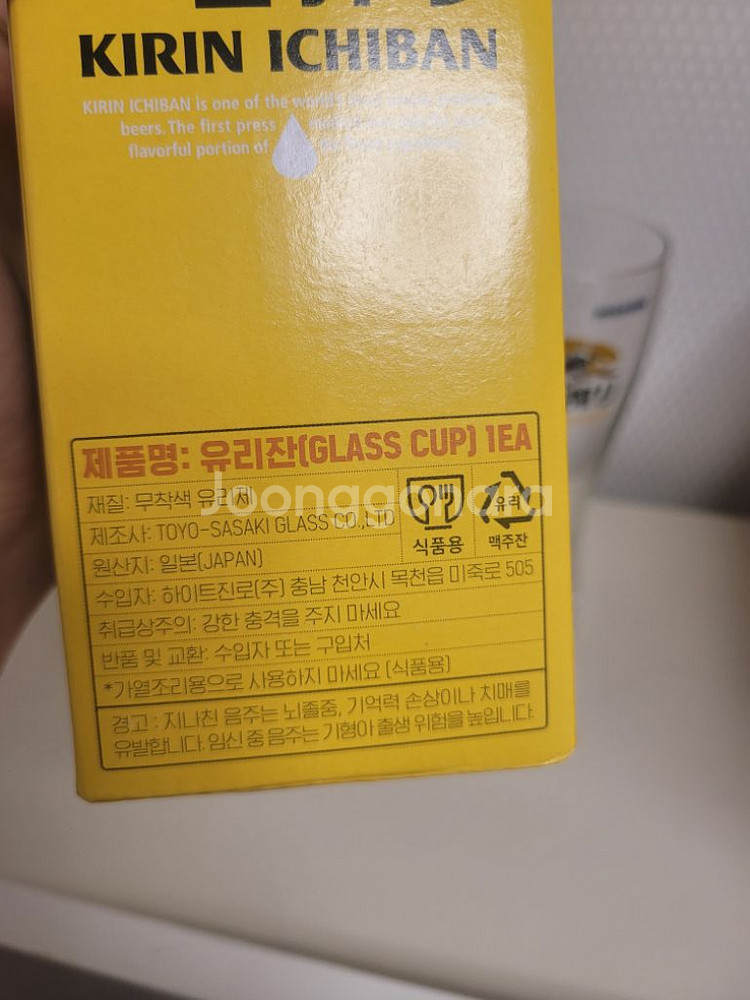 KIRIN ICHIBAN
KIRIN ICHIBAN is one of the world's
beers. The first press
flavorful portion of
제품명: 유리잔(GLASS CUP) 1EA
재질: 무착색 유리제
제조사: TOYO-SASAKI GLASS CO.,LTD
원산지: 일본(JAPAN)
식품용
유리
맥주잔
수입자: 하이트진로(주) 충남 천안시 목천읍 미죽로 505
취급상주의: 강한 충격을 주지 마세요
반품 및 교환: 수입자 또는 구입처
*가열조리용으로 사용하지 마세요 (식품용)
경고 : 지나친 음주는 뇌졸중, 기억력 손상이나 치매를
유발합니다. 임신 중 음주는 기형아 출생 위험을 높입니다.
Joonggonara